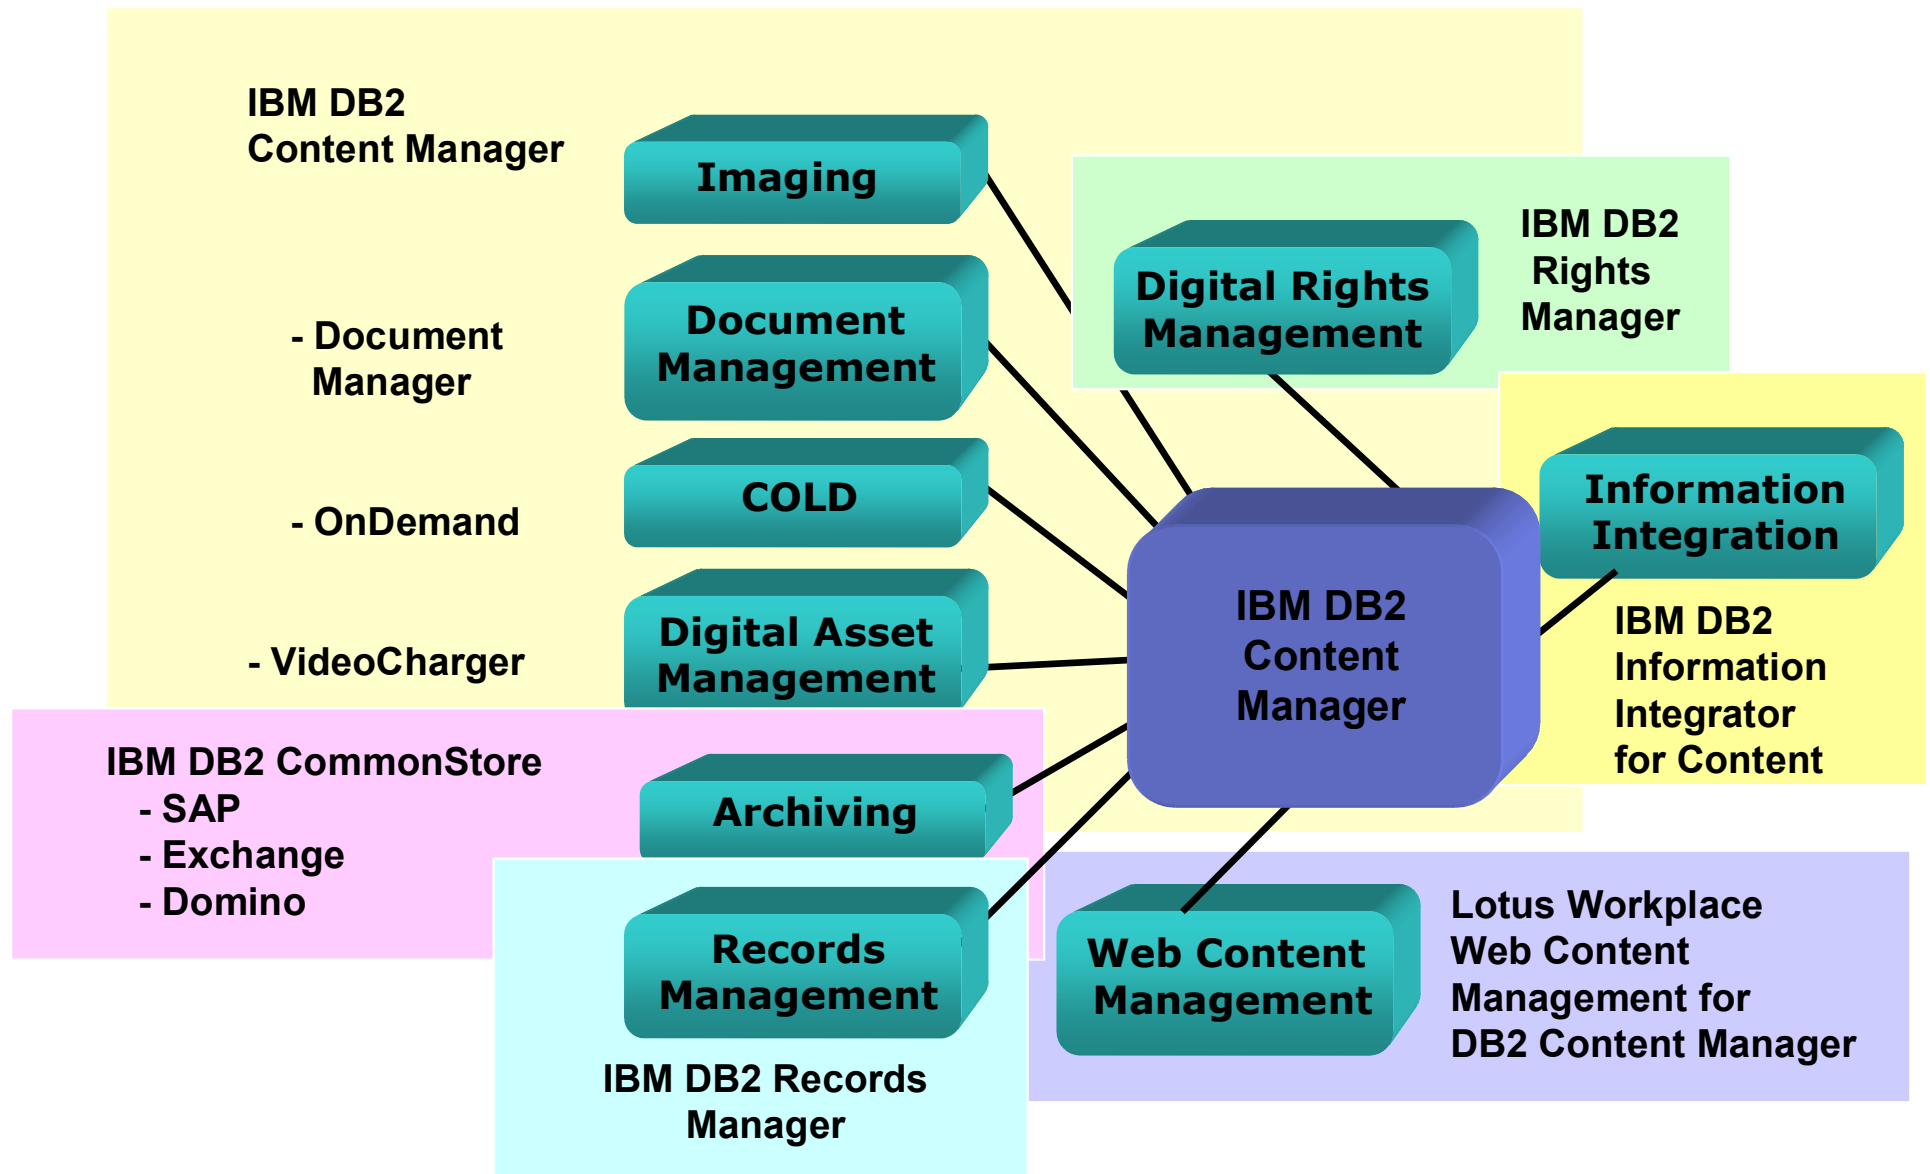 IBM DB2
Content Manager
Imaging
- Document
Manager
Document
Management
- OnDemand
COLD
- VideoCharger
Digital Asset
Management
IBM DB2 CommonStore
- SAP
- Exchange
- Domino
Archiving
Records
Management
IBM DB2 Records
Manager
Digital Rights
Management
IBM DB2
Rights
Manager
Information
Integration
IBM DB2
Information
Integrator
for Content
IBM DB2
Content
Manager
Web Content
Management
Lotus Workplace
Web Content
Management for
DB2 Content Manager